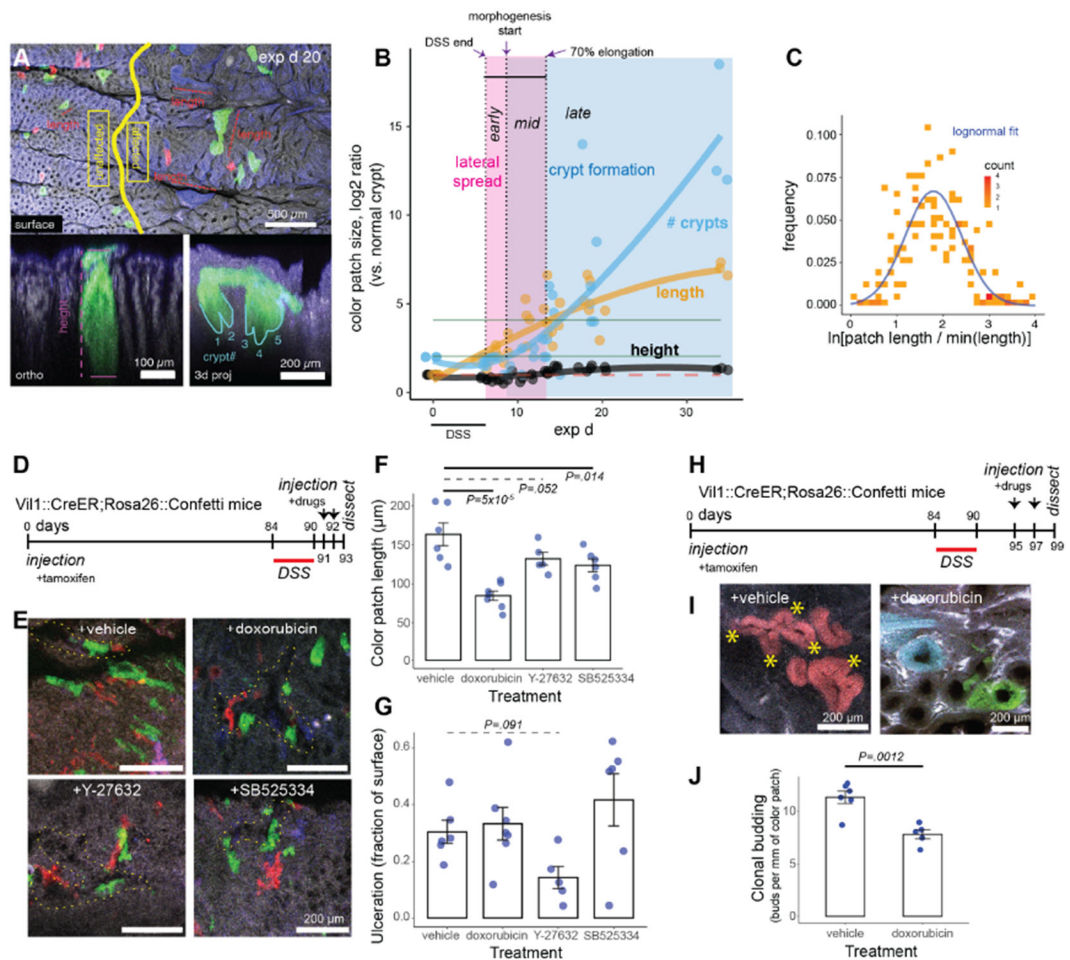 A
exp d 20
length
length
length
length
unfolded
folded
surface
500 µm
height
100 µm
ortho
1
2
3
4
5
crypt#
200 µm
3d proj
B
morphogenesis
start
DSS end
70% elongation
early
mid
late
lateral
spread
crypt formation
# crypts
length
height
color patch size, log2 ratio
(vs. normal crypt)
15
10
5
0
0
10
20
30
exp d
DSS
C
lognormal fit
count
4
3
2
1
frequency
0.100
0.075
0.050
0.025
0.000
0
1
2
3
4
ln[patch length / min(length)]
D
Vil1::CreER;Rosa26::Confetti mice
injection
+drugs
dissect
0 days
84
90
92
91
93
injection
+tamoxifen
DSS
E
+vehicle
+doxorubicin
+Y-27632
+SB525334
200 µm
F
P=.014
P=.052
P=5x10⁻⁵
Color patch length (µm)
200
150
100
50
0
vehicle doxorubicin Y-27632 SB525334
Treatment
G
P=.091
Ulceration (fraction of surface)
0.6
0.4
0.2
0.0
vehicle doxorubicin Y-27632 SB525334
Treatment
H
Vil1::CreER;Rosa26::Confetti mice
injection
+drugs
dissect
0 days
84
90
95
97
99
injection
+tamoxifen
DSS
I
+vehicle
+doxorubicin
* * * * *
200 µm
200 µm
J
P=.0012
Clonal budding
(buds per mm of color patch)
10
5
0
vehicle doxorubicin
Treatment